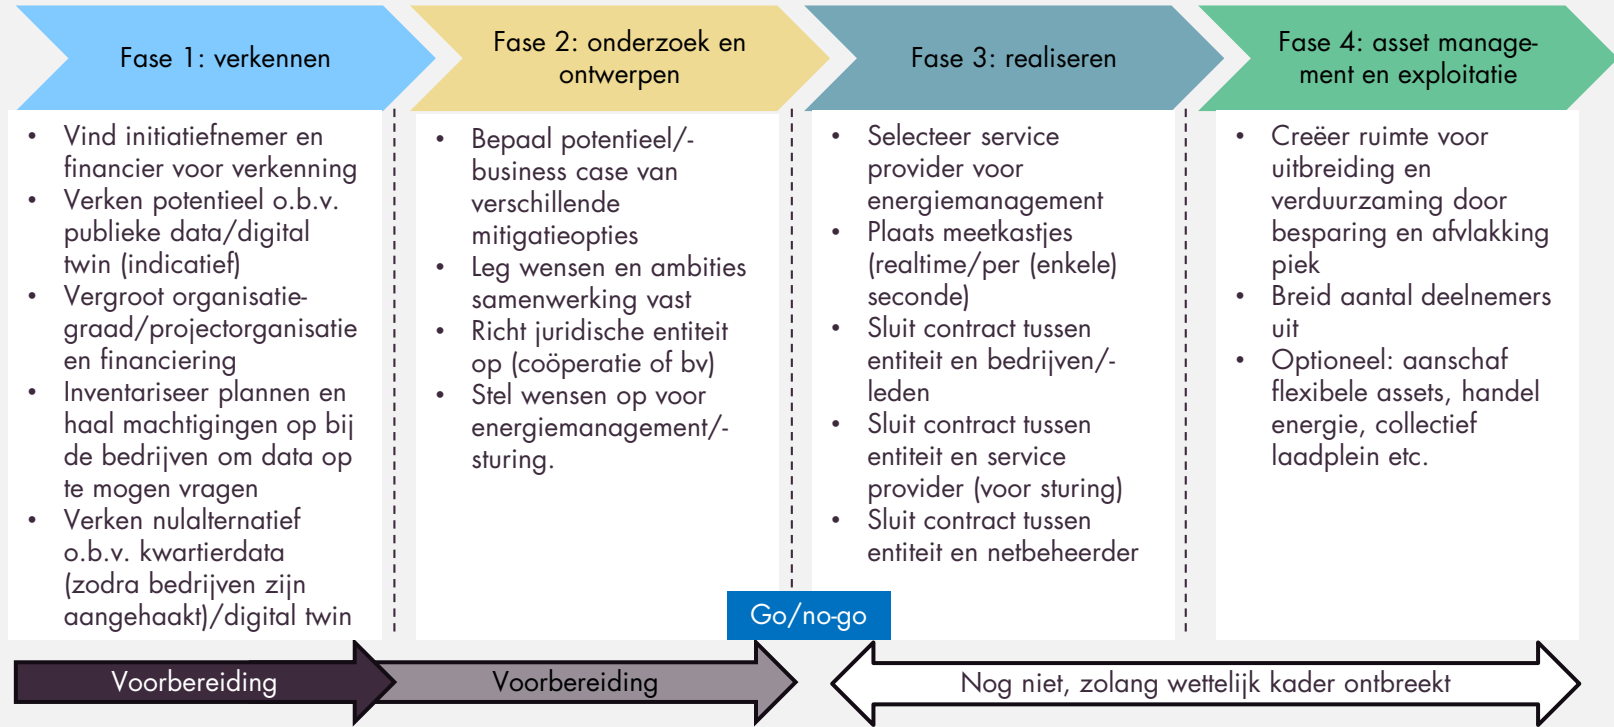 Fase 1: verkennen
• Vind initiatiefnemer en
financier voor verkenning
• Verken potentieel o.b.v.
publieke data/digital
twin (indicatief)
• Vergroot organisatie-
graad/projectorganisatie
en financiering
• Inventariseer plannen en
haal machtigingen op bij
de bedrijven om data op
te mogen vragen
• Verken nulalternatief
o.b.v. kwartierdata
(zodra bedrijven zijn
aangehaakt)/digital twin
Fase 2: onderzoek en
ontwerpen
• Bepaal potentieel/-
business case van
verschillende
mitigatieopties
• Leg wensen en ambities
samenwerking vast
• Richt juridische entiteit
op (coöperatie of bv)
• Stel wensen op voor
energiemanagement/-
sturing.
Fase 3: realiseren
• Selecteer service
provider voor
energiemanagement
• Plaats meetkastjes
(realtime/per (enkele)
seconde)
• Sluit contract tussen
entiteit en bedrijven/-
leden
• Sluit contract tussen
entiteit en service
provider (voor sturing)
• Sluit contract tussen
entiteit en netbeheerder
Fase 4: asset manage-
ment en exploitatie
• Creëer ruimte voor
uitbreiding en
verduurzaming door
besparing en afvlakking
piek
• Breid aantal deelnemers
uit
• Optioneel: aanschaf
flexibele assets, handel
energie, collectief
laadplein etc.
Go/no-go
Voorbereiding
Voorbereiding
Nog niet, zolang wettelijk kader ontbreekt